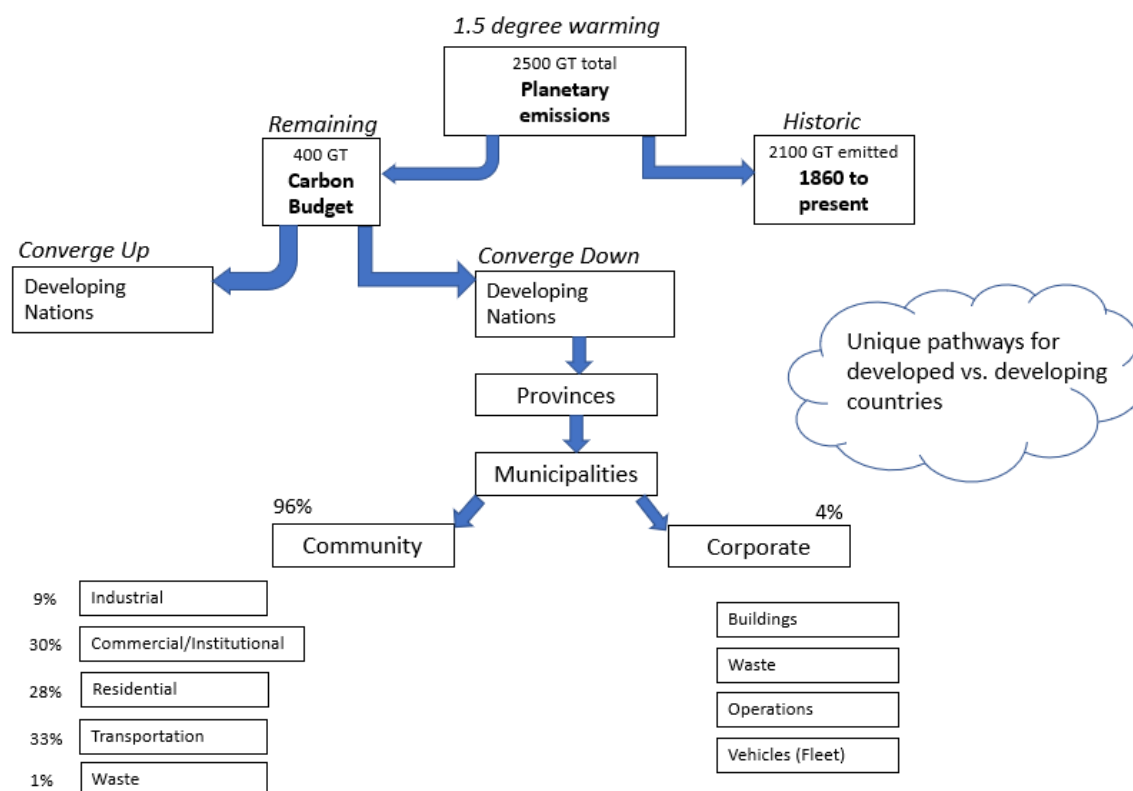 1.5 degree warming
2500 GT total
Planetary
emissions
Remaining
400 GT
Carbon
Budget
Historic
2100 GT emitted
1860 to
present
Converge Up
Developing
Nations
Converge Down
Developing
Nations
Unique pathways for
developed vs. developing
countries
Provinces
Municipalities
96%
Community
4%
Corporate
9% Industrial
30% Commercial/Institutional
28% Residential
33% Transportation
1% Waste
Buildings
Waste
Operations
Vehicles (Fleet)